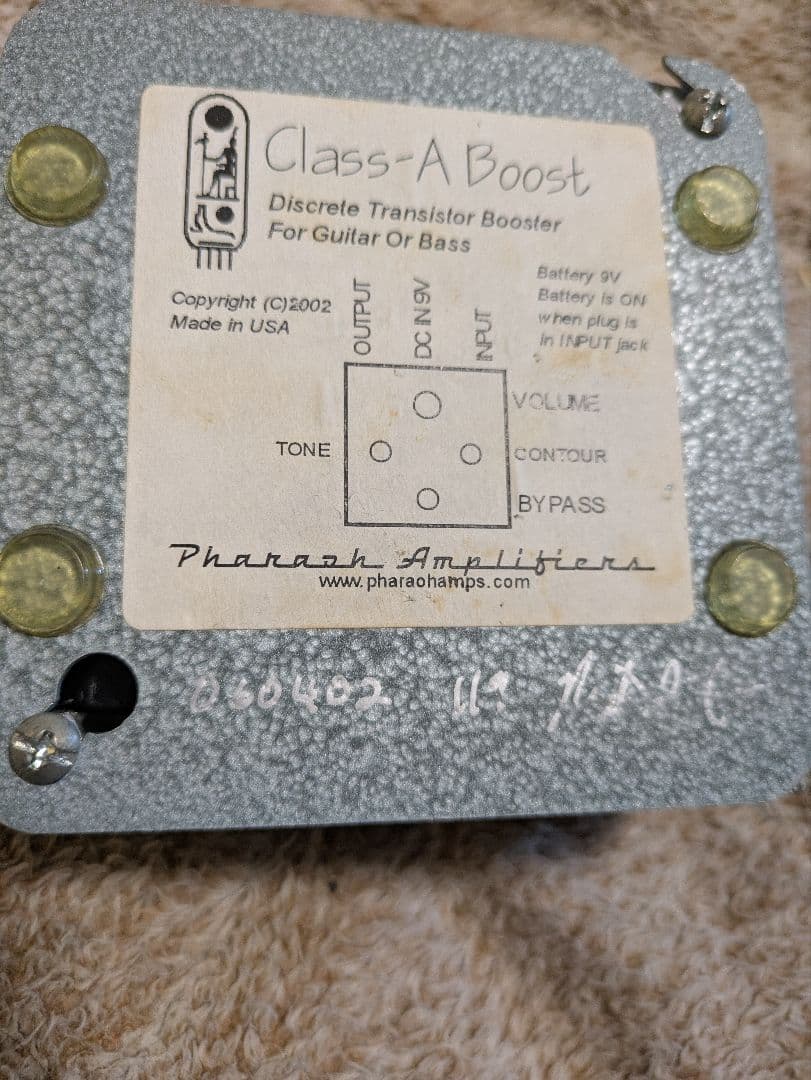 Class-A Boost
Discrete Transistor Booster
For Guitar Or Bass
Copyright (C)2002
Made in USA
OUTPUT
DC IN 9V
INPUT
Battery 9V
Battery is ON
when plug is
in INPUT jack
VOLUME
TONE
CONTOUR
BYPASS
Pharaoh Amplifiers
www.pharaohamps.com
060402